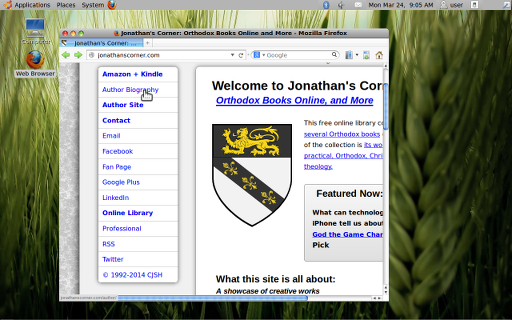 Applications Places System
Mon Mar 24, 9:05 AM user
Computer
Web Browser
Jonathan's Corner: Orthodox Books Online and More - Mozilla Firefox
Jonathan's Corner: ...
jonathanscorner.com
Google
Amazon + Kindle
Author Biography
Author Site
Contact
Email
Facebook
Fan Page
Google Plus
LinkedIn
Online Library
Professional
RSS
Twitter
© 1992-2014 CJSH
Welcome to Jonathan's Cor
Orthodox Books Online, and More
This free online library co
several Orthodox books
of the collection is its wo
practical, Orthodox, Chri
theology.
Featured Now:
What can technolog
iPhone tell us about
God the Game Chan
Pick
What this site is all about:
A showcase of creative works